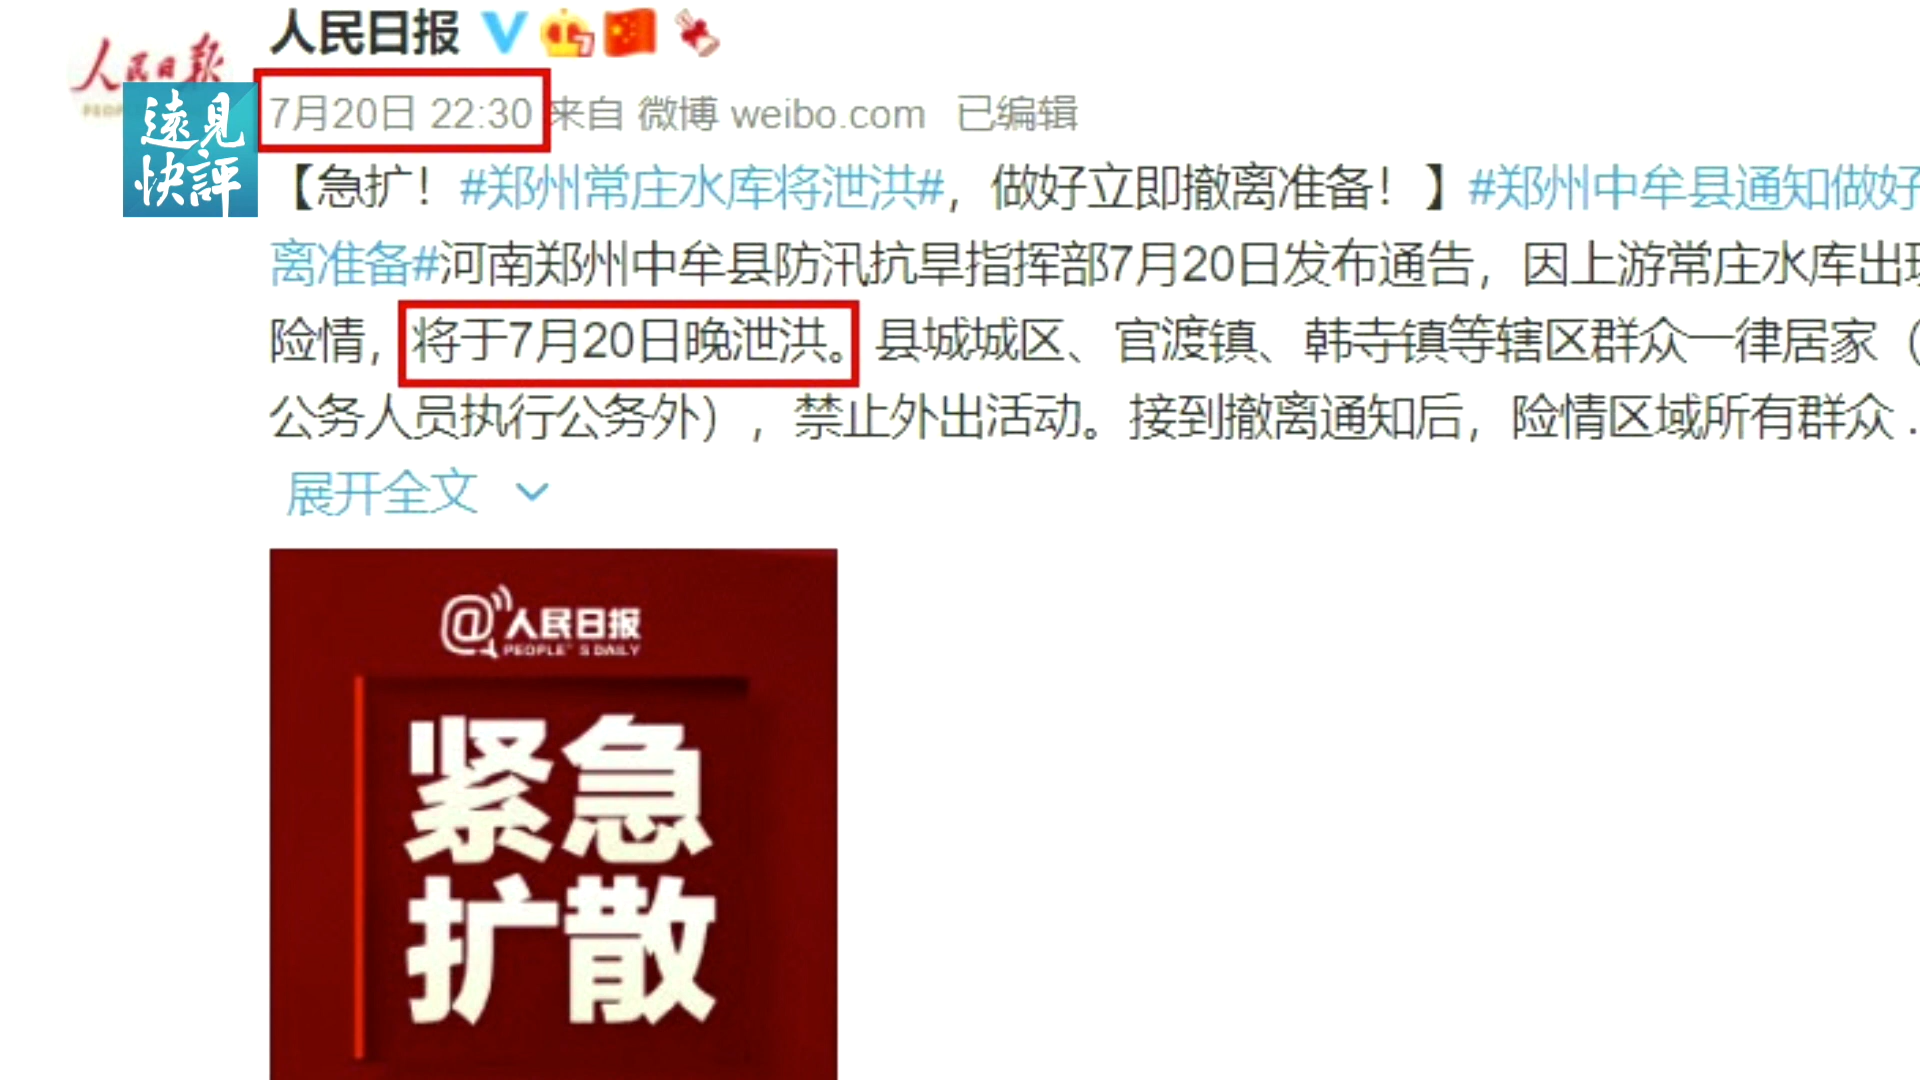 人民日报
人民日报
遠見
快評
7月20日 22:30 来自 微博 weibo.com 已编辑
【急扩！#郑州常庄水库将泄洪#，做好立即撤离准备！】#郑州中牟县通知做好
离准备#河南郑州中牟县防汛抗旱指挥部7月20日发布通告，因上游常庄水库出现
险情，将于7月20日晚泄洪。县城城区、官渡镇、韩寺镇等辖区群众一律居家（
公务人员执行公务外），禁止外出活动。接到撤离通知后，险情区域所有群众 ..
展开全文
@人民日报
PEOPLE'S DAILY
紧急
扩散